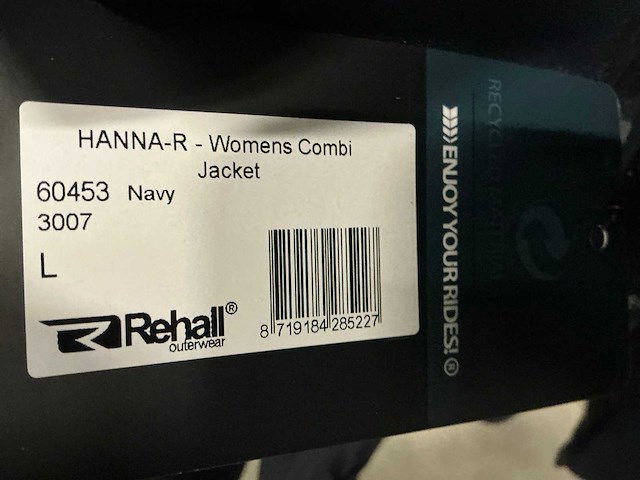 HANNA-R - Womens Combi
Jacket
60453 Navy
3007
L
Rehall®
outerwear
8 719184 285227
ENJOY YOUR RIDES!®